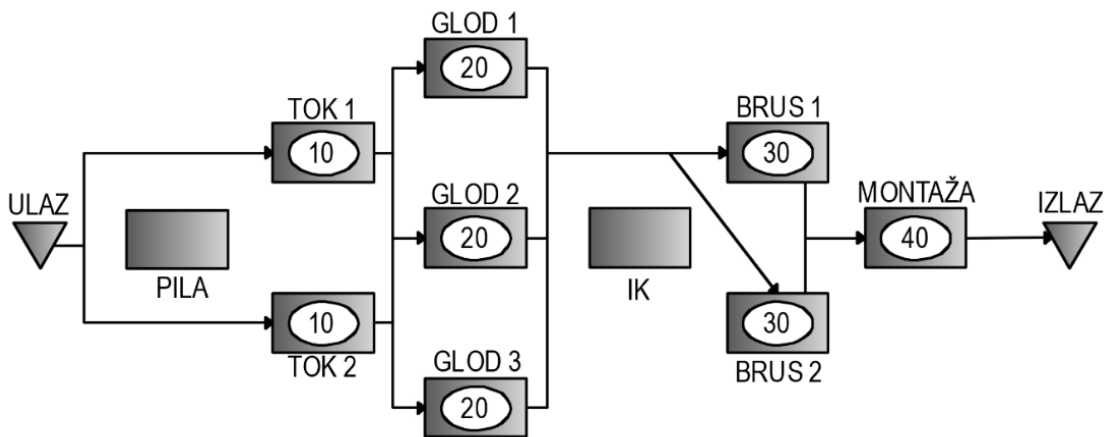 GLOD 1
20
TOK 1
10
BRUS 1
30
ULAZ
PILA
GLOD 2
20
IK
MONTAŽA
40
IZLAZ
10
TOK 2
GLOD 3
20
30
BRUS 2